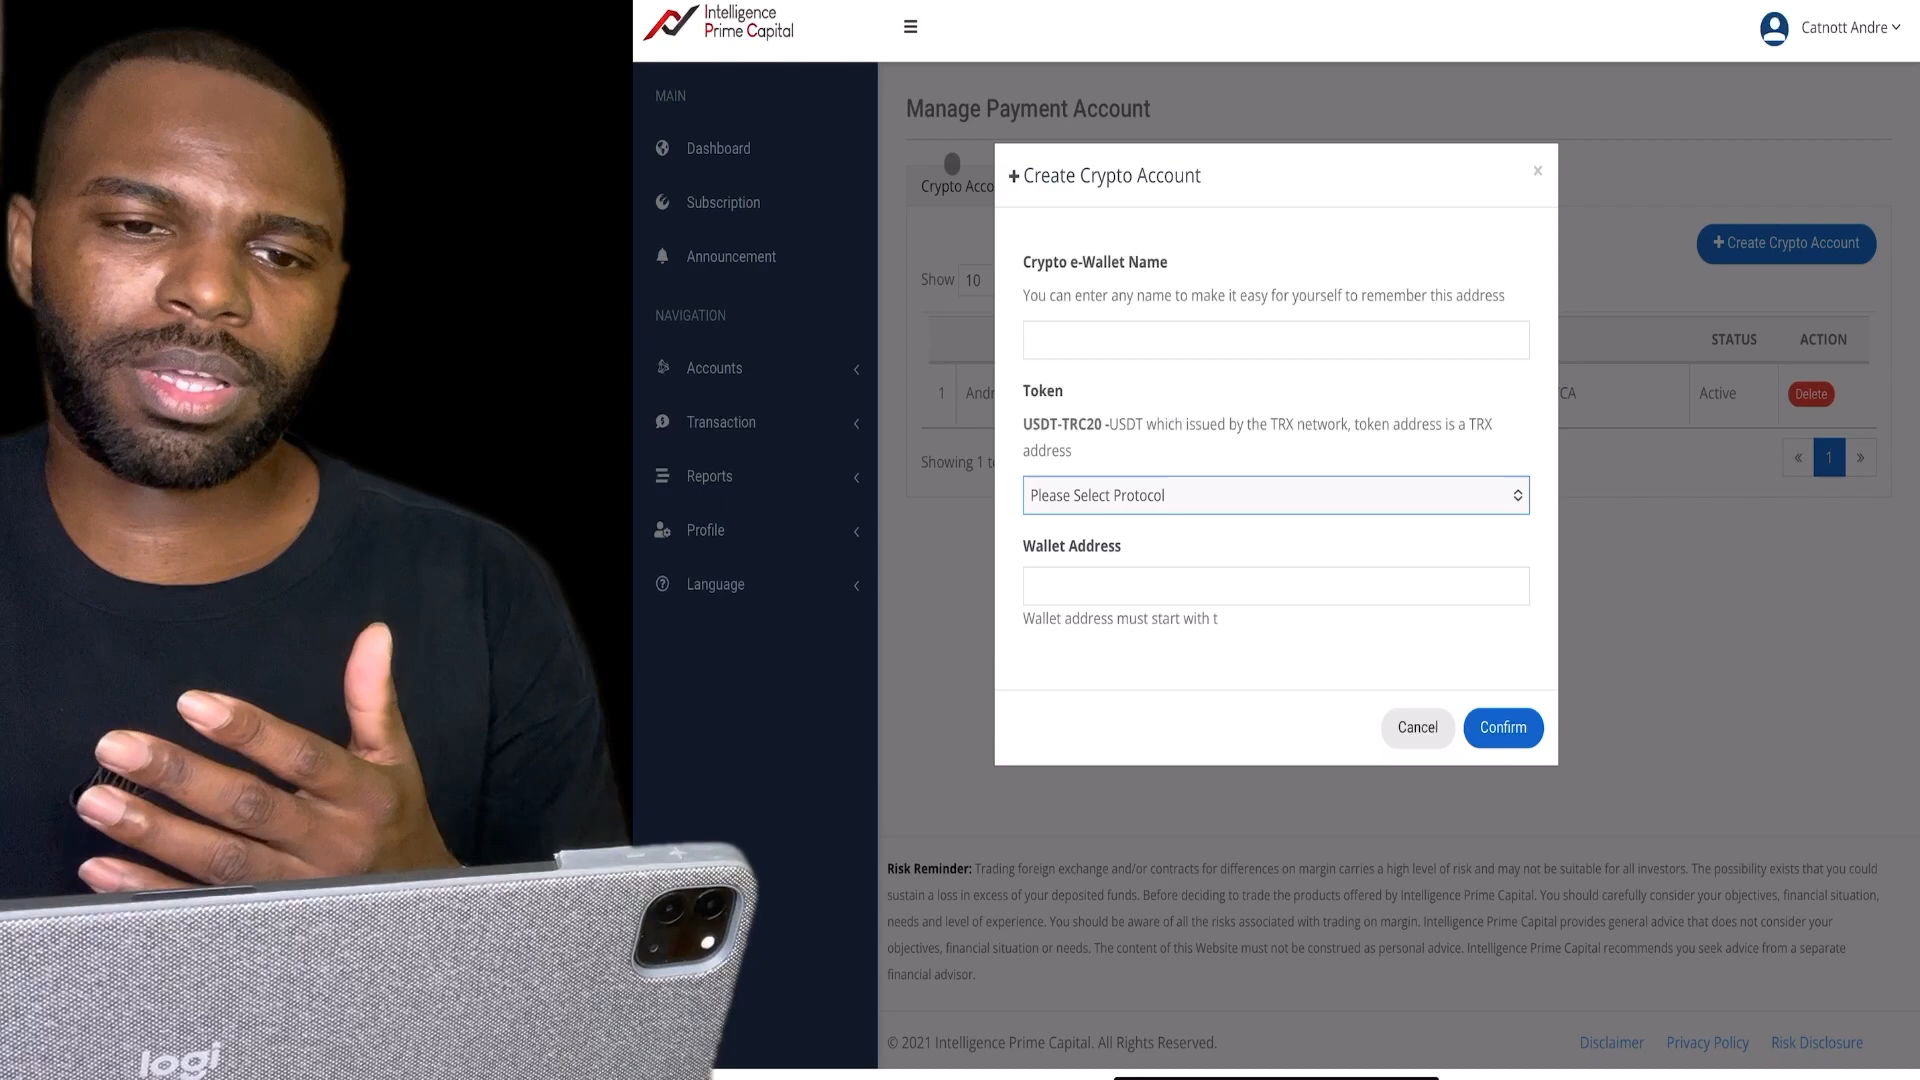 Intelligence
Prime Capital
Catnott Andre
MAIN
Dashboard
Subscription
Announcement
NAVIGATION
Accounts
Transaction
Reports
Profile
Language
Manage Payment Account
Crypto Acco
+ Create Crypto Account
Show 10
STATUS ACTION
1 Andr CA Active Delete
Showing 1 t
« 1 »
+ Create Crypto Account ×
Crypto e-Wallet Name
You can enter any name to make it easy for yourself to remember this address
Token
USDT-TRC20 -USDT which issued by the TRX network, token address is a TRX
address
Please Select Protocol
Wallet Address
Wallet address must start with t
Cancel Confirm
Risk Reminder: Trading foreign exchange and/or contracts for differences on margin carries a high level of risk and may not be suitable for all investors. The possibility exists that you could
sustain a loss in excess of your deposited funds. Before deciding to trade the products offered by Intelligence Prime Capital. You should carefully consider your objectives, financial situation,
needs and level of experience. You should be aware of all the risks associated with trading on margin. Intelligence Prime Capital provides general advice that does not consider your
objectives, financial situation or needs. The content of this Website must not be construed as personal advice. Intelligence Prime Capital recommends you seek advice from a separate
financial advisor.
© 2021 Intelligence Prime Capital. All Rights Reserved.
Disclaimer Privacy Policy Risk Disclosure
logi